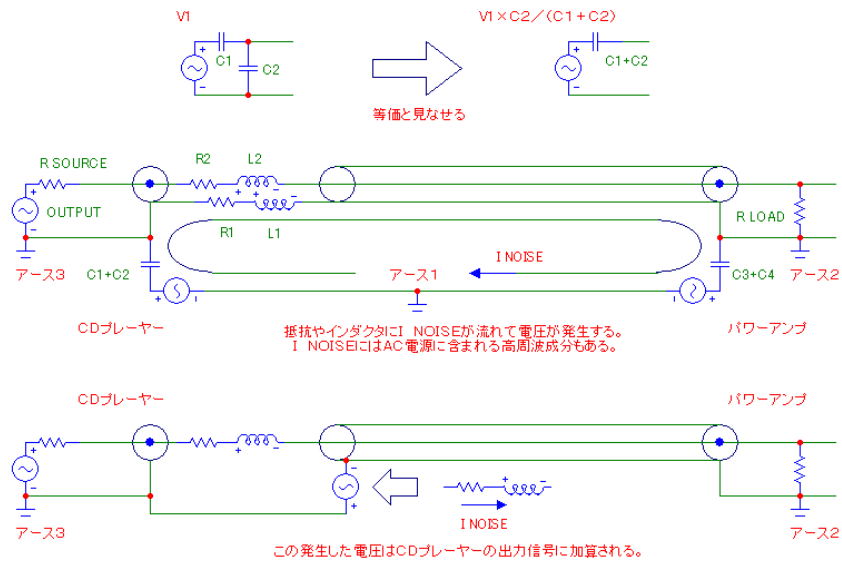 V1
V1×C2／(C1＋C2)
C1
C2
C1+C2
等価と見なせる
R SOURCE
R2
L2
OUTPUT
R1
L1
R LOAD
アース3
C1+C2
アース1
I NOISE
C3+C4
アース2
CDプレーヤー
抵抗やインダクタにI NOISEが流れて電圧が発生する。
パワーアンプ
I NOISEにはAC電源に含まれる高周波成分もある。
CDプレーヤー
パワーアンプ
I NOISE
アース3
アース2
この発生した電圧はCDプレーヤーの出力信号に加算される。